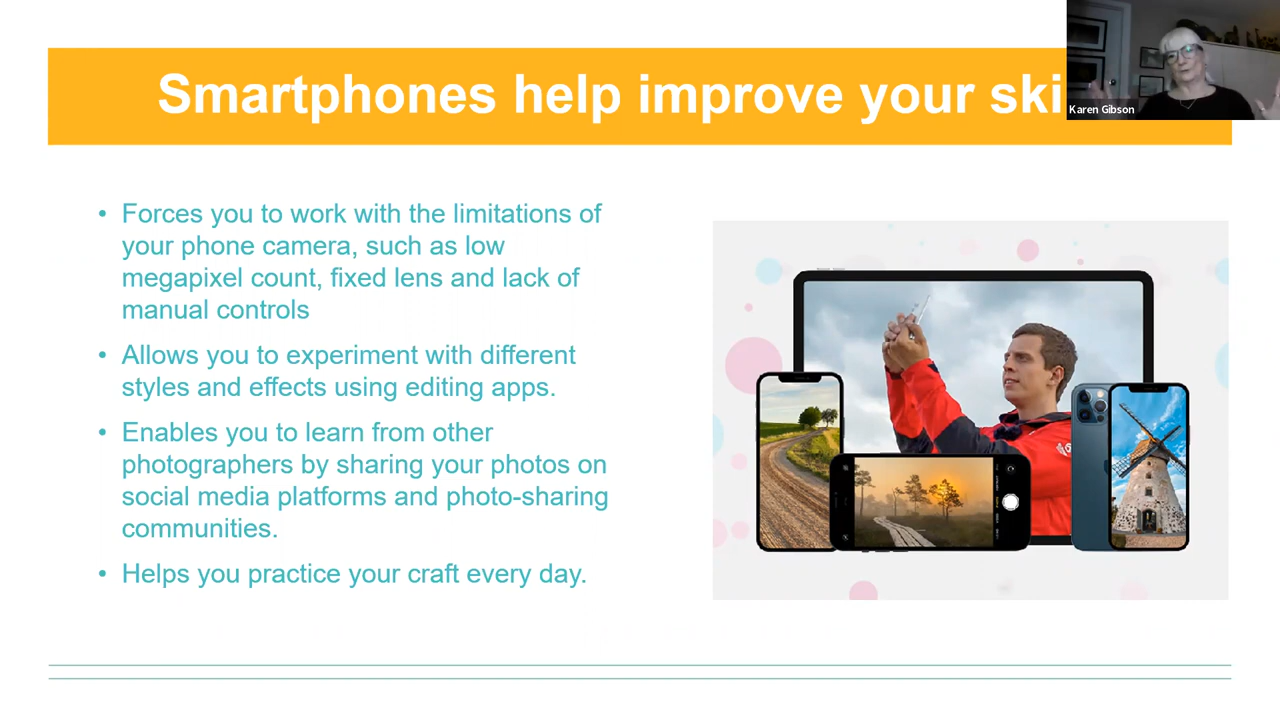 Smartphones help improve your ski
Karen Gibson
• Forces you to work with the limitations of
your phone camera, such as low
megapixel count, fixed lens and lack of
manual controls
• Allows you to experiment with different
styles and effects using editing apps.
• Enables you to learn from other
photographers by sharing your photos on
social media platforms and photo-sharing
communities.
• Helps you practice your craft every day.